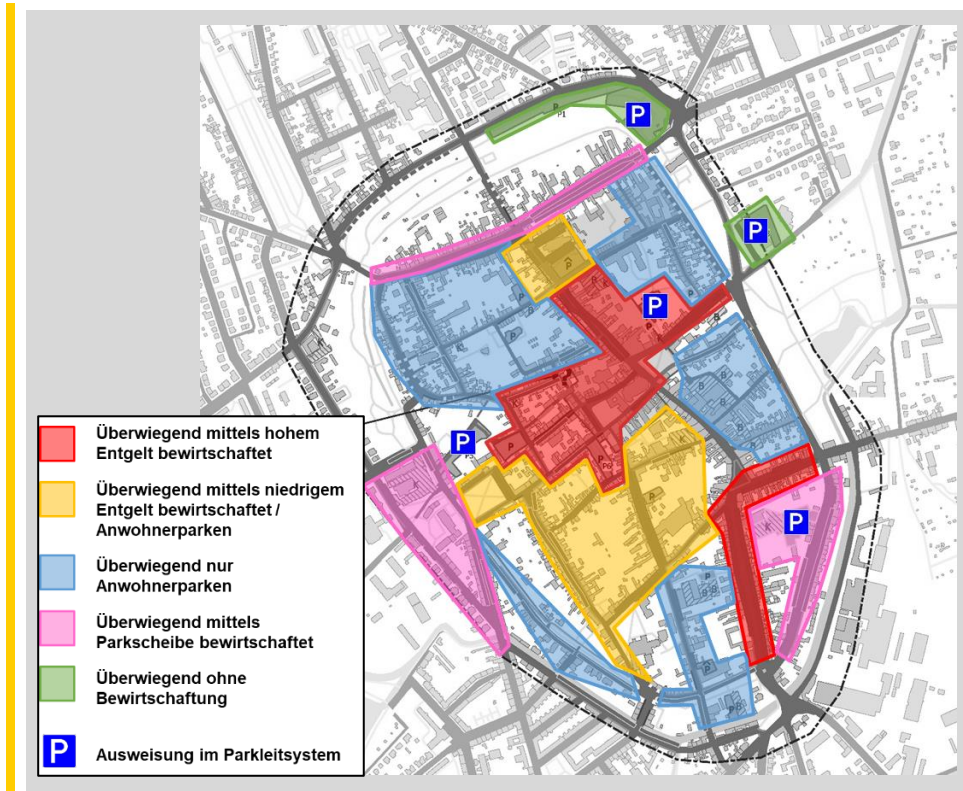 P1
P
P
P
P
Überwiegend mittels hohem
Entgelt bewirtschaftet
Überwiegend mittels niedrigem
Entgelt bewirtschaftet /
Anwohnerparken
Überwiegend nur
Anwohnerparken
Überwiegend mittels
Parkscheibe bewirtschaftet
Überwiegend ohne
Bewirtschaftung
P
Ausweisung im Parkleitsystem
P